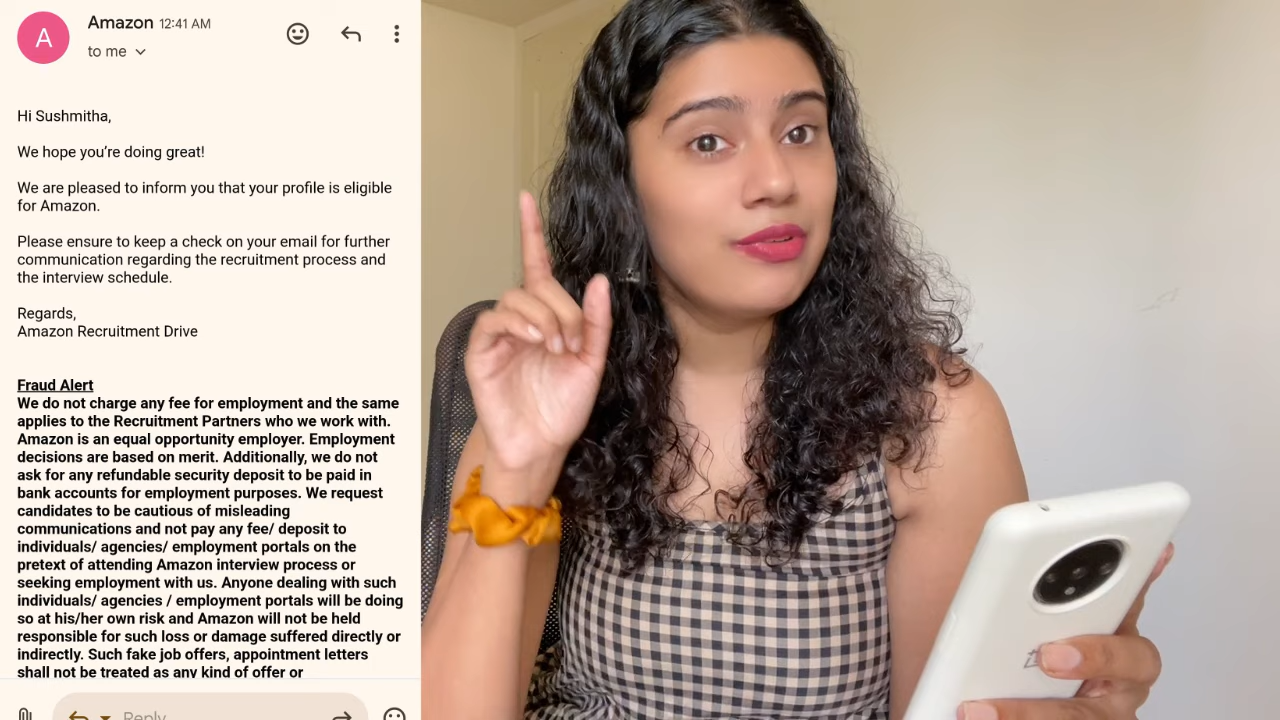 A
Amazon 12:41 AM
to me
Hi Sushmitha,
We hope you’re doing great!
We are pleased to inform you that your profile is eligible
for Amazon.
Please ensure to keep a check on your email for further
communication regarding the recruitment process and
the interview schedule.
Regards,
Amazon Recruitment Drive
Fraud Alert
We do not charge any fee for employment and the same
applies to the Recruitment Partners who we work with.
Amazon is an equal opportunity employer. Employment
decisions are based on merit. Additionally, we do not
ask for any refundable security deposit to be paid in
bank accounts for employment purposes. We request
candidates to be cautious of misleading
communications and not pay any fee/ deposit to
individuals/ agencies/ employment portals on the
pretext of attending Amazon interview process or
seeking employment with us. Anyone dealing with such
individuals/ agencies / employment portals will be doing
so at his/her own risk and Amazon will not be held
responsible for such loss or damage suffered directly or
indirectly. Such fake job offers, appointment letters
shall not be treated as any kind of offer or
Reply